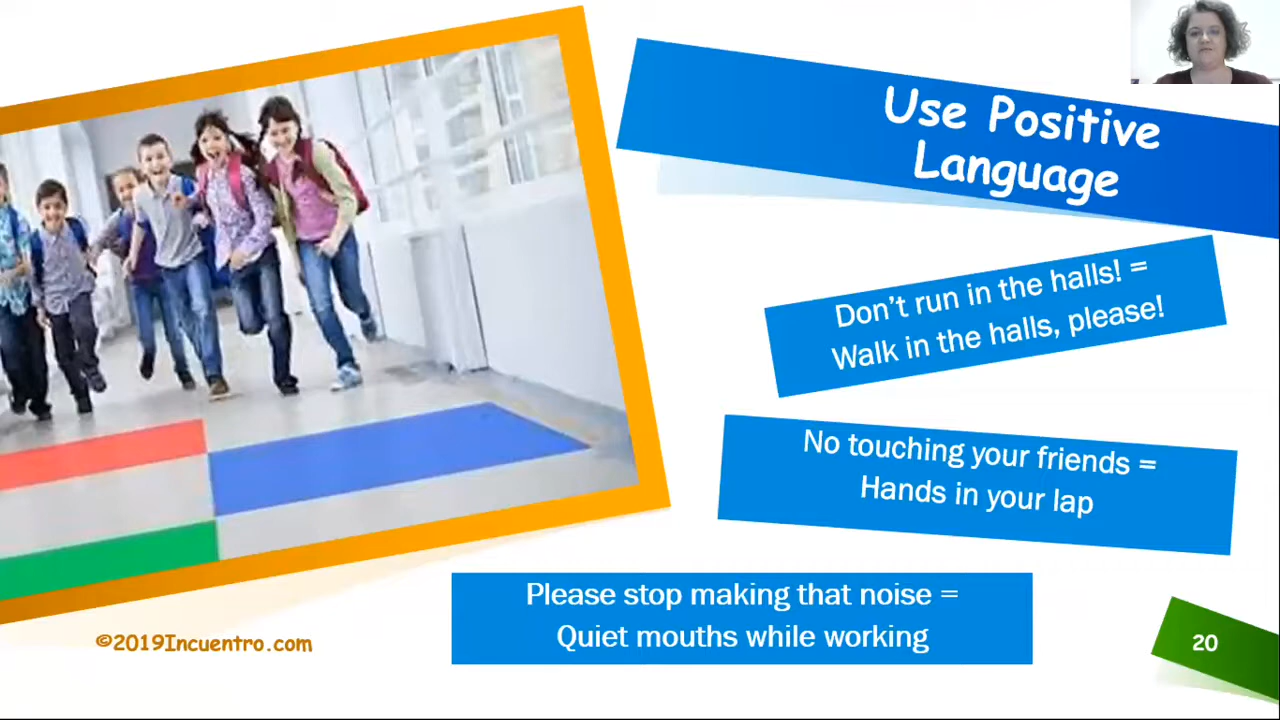 Use Positive
Language
Don't run in the halls! =
Walk in the halls, please!
No touching your friends =
Hands in your lap
Please stop making that noise =
Quiet mouths while working
©2019Incuentro.com
20